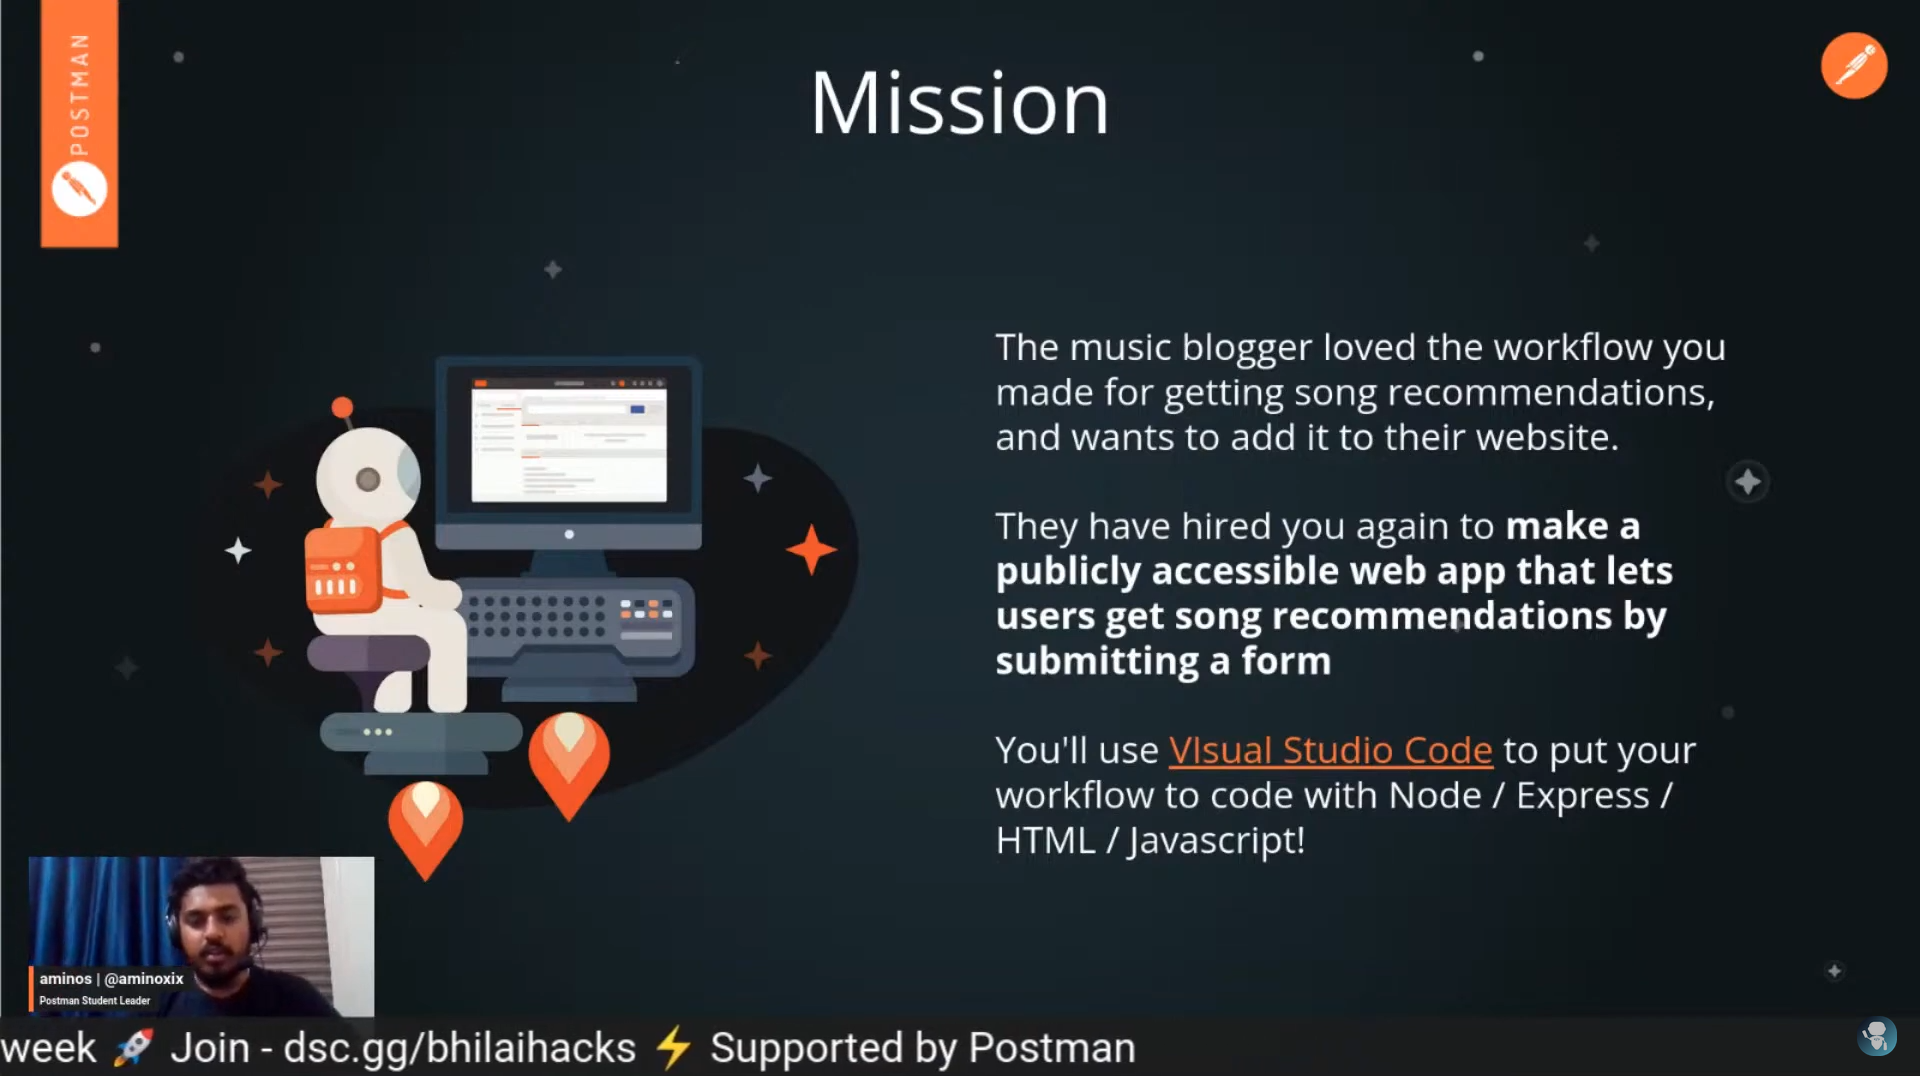 POSTMAN
Mission
The music blogger loved the workflow you
made for getting song recommendations,
and wants to add it to their website.
They have hired you again to make a
publicly accessible web app that lets
users get song recommendations by
submitting a form
You'll use VIsual Studio Code to put your
workflow to code with Node / Express /
HTML / Javascript!
aminos | @aminoxix
Postman Student Leader
week 🚀 Join - dsc.gg/bhilaihacks ⚡ Supported by Postman